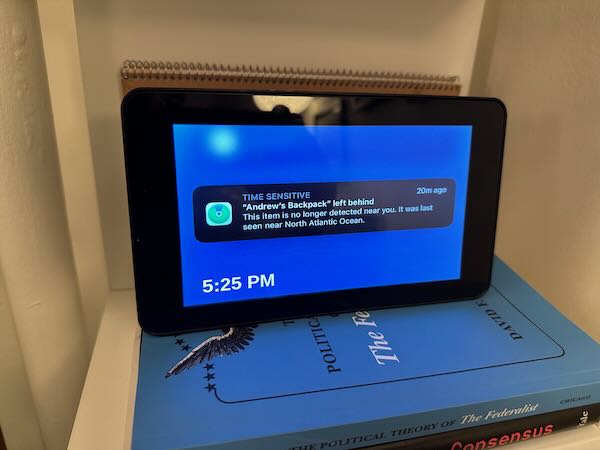 TIME SENSITIVE
20m ago
“Andrew's Backpack” left behind
This item is no longer detected near you. It was last
seen near North Atlantic Ocean.
5:25 PM
POLITIC
The Fe
DAVID F
THE POLITICAL THEORY OF The Federalist
CHICAGO
Consensus